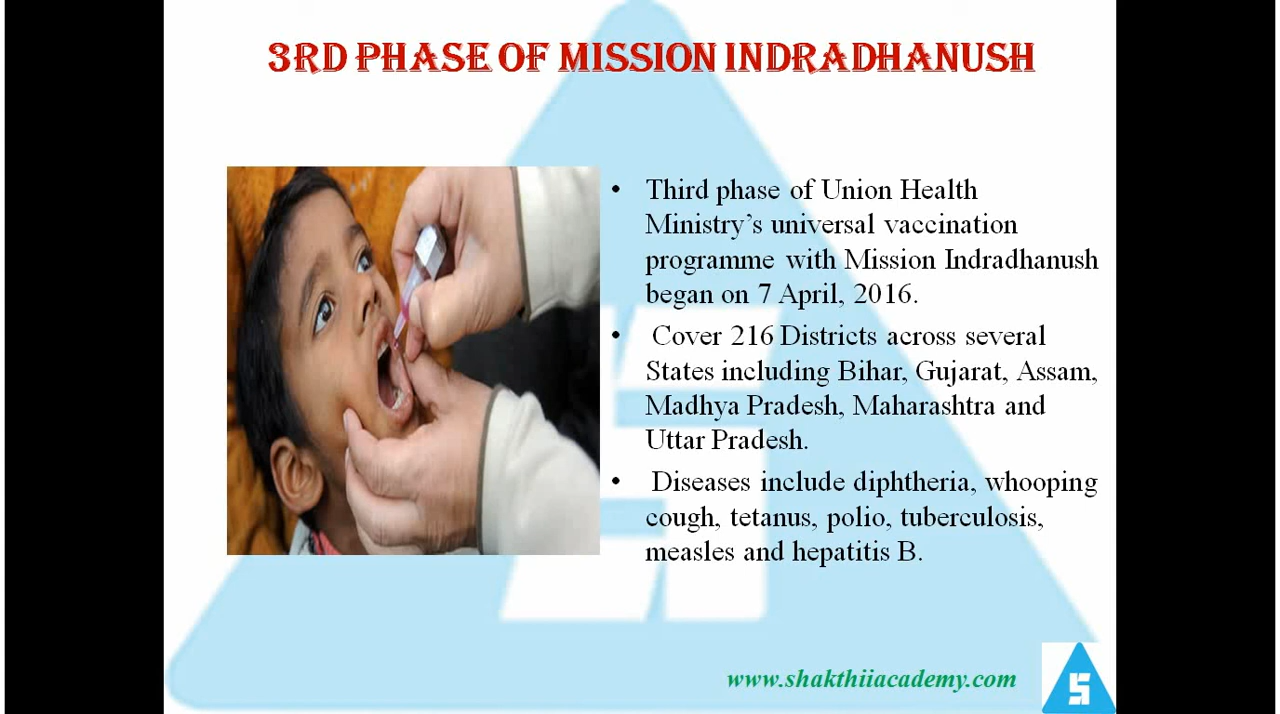 3RD PHASE OF MISSION INDRADHANUSH
• Third phase of Union Health
Ministry’s universal vaccination
programme with Mission Indradhanush
began on 7 April, 2016.
• Cover 216 Districts across several
States including Bihar, Gujarat, Assam,
Madhya Pradesh, Maharashtra and
Uttar Pradesh.
• Diseases include diphtheria, whooping
cough, tetanus, polio, tuberculosis,
measles and hepatitis B.
www.shakthiiacademy.com